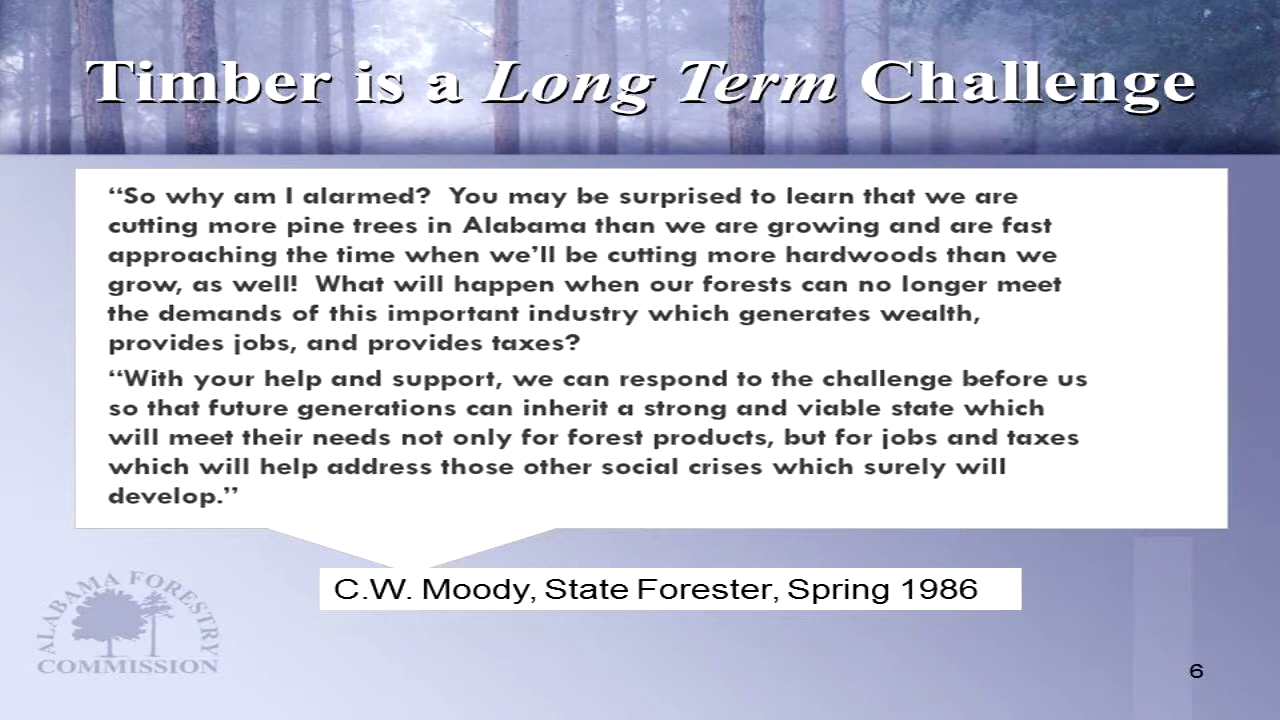 Timber is a Long Term Challenge
“So why am I alarmed?  You may be surprised to learn that we are
cutting more pine trees in Alabama than we are growing and are fast
approaching the time when we’ll be cutting more hardwoods than we
grow, as well!  What will happen when our forests can no longer meet
the demands of this important industry which generates wealth,
provides jobs, and provides taxes?
“With your help and support, we can respond to the challenge before us
so that future generations can inherit a strong and viable state which
will meet their needs not only for forest products, but for jobs and taxes
which will help address those other social crises which surely will
develop.”
C.W. Moody, State Forester, Spring 1986
ALABAMA FORESTRY
COMMISSION
6